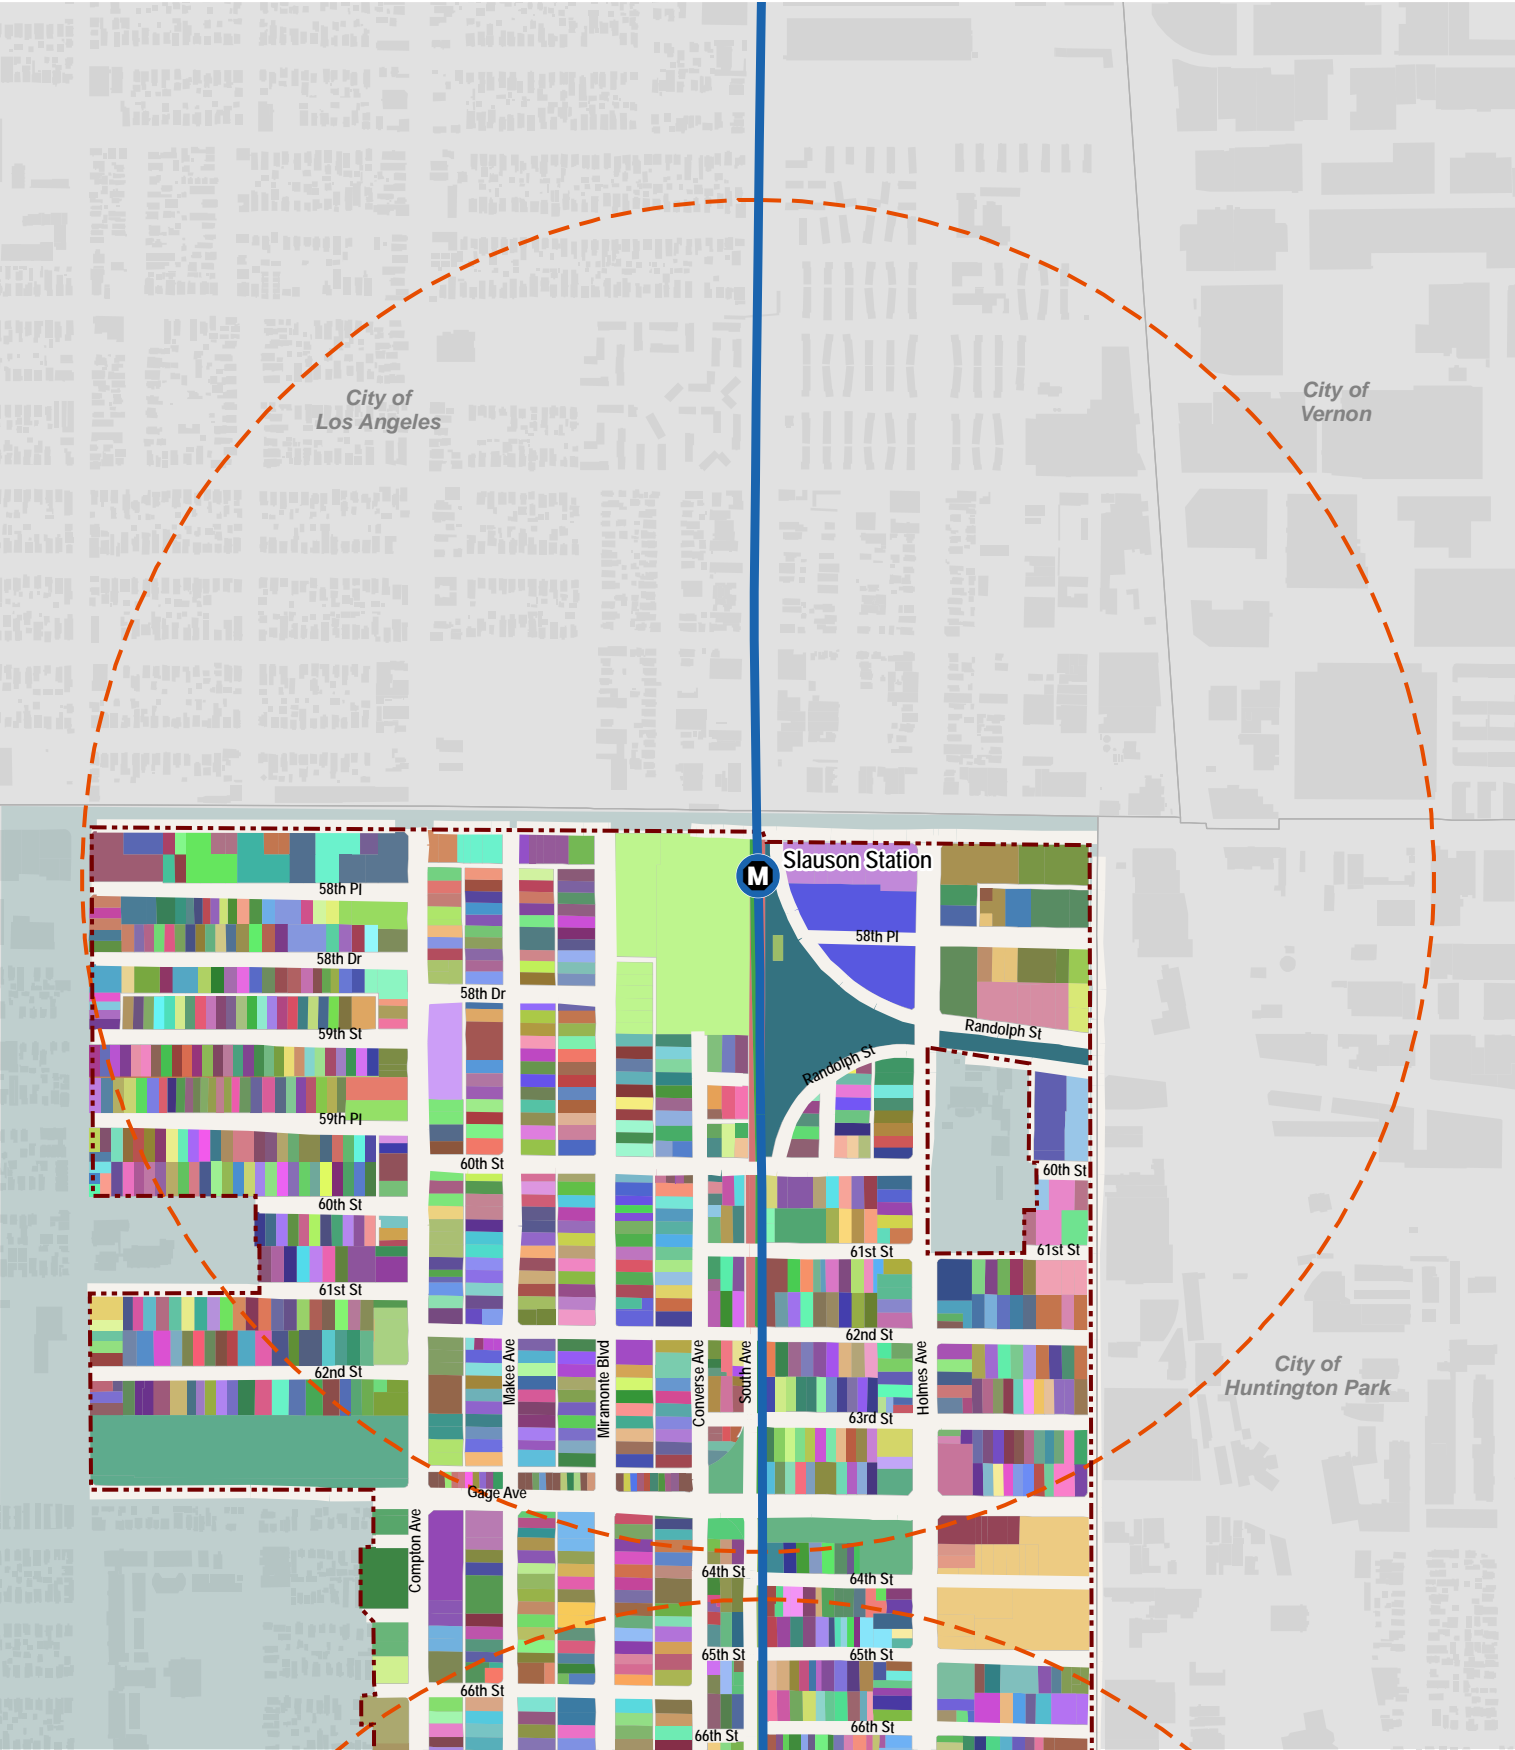 City of
Los Angeles
City of
Vernon
M
Slauson Station
58th Pl
58th Pl
58th Dr
58th Dr
59th St
Randolph St
Randolph St
59th Pl
60th St
60th St
60th St
61st St
61st St
61st St
62nd St
62nd St
Makee Ave
Miramonte Blvd
Converse Ave
South Ave
Holmes Ave
City of
Huntington Park
63rd St
Gage Ave
Compton Ave
64th St
64th St
65th St
65th St
66th St
66th St
66th St